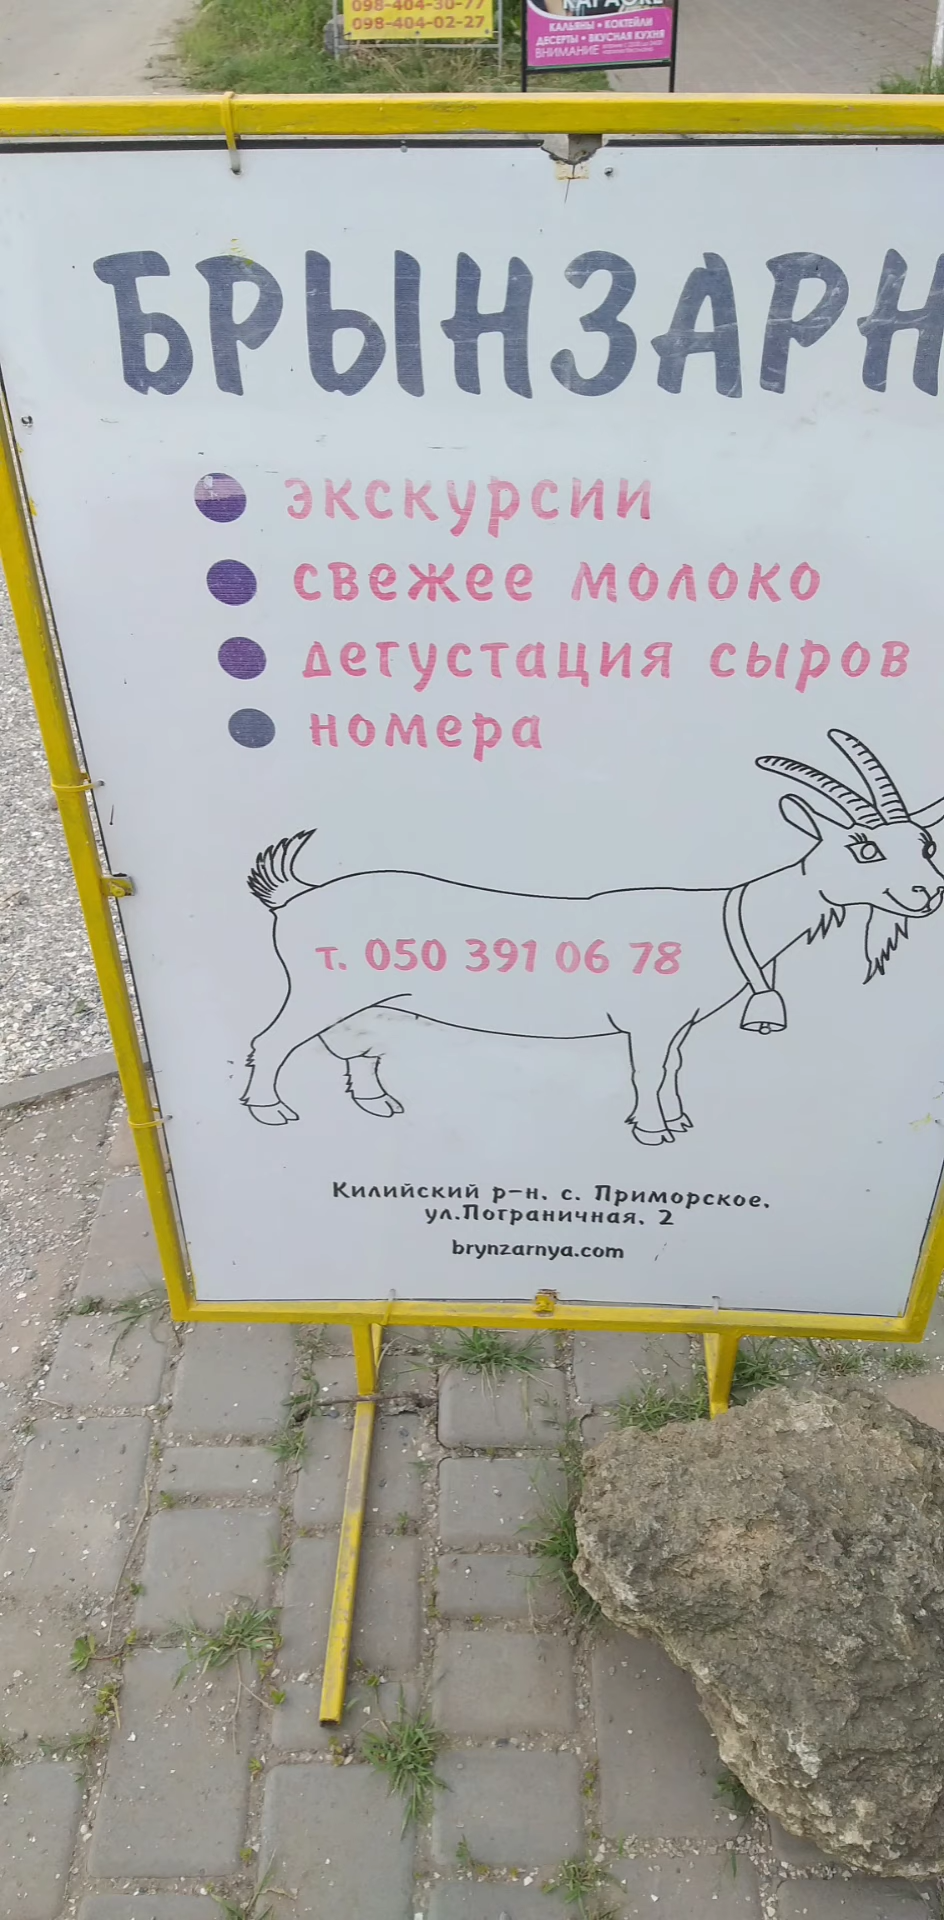 098-404-30-77
098-404-02-27
КАРАОКЕ
КАЛЬЯНЫ • КОКТЕЙЛИ
ДЕСЕРТЫ • ВКУСНАЯ КУХНЯ
ВНИМАНИЕ
БРЫНЗАРН
экскурсии
свежее молоко
дегустация сыров
номера
т. 050 391 06 78
Килийский р-н. с. Приморское.
ул.Пограничная. 2
brynzarnya.com